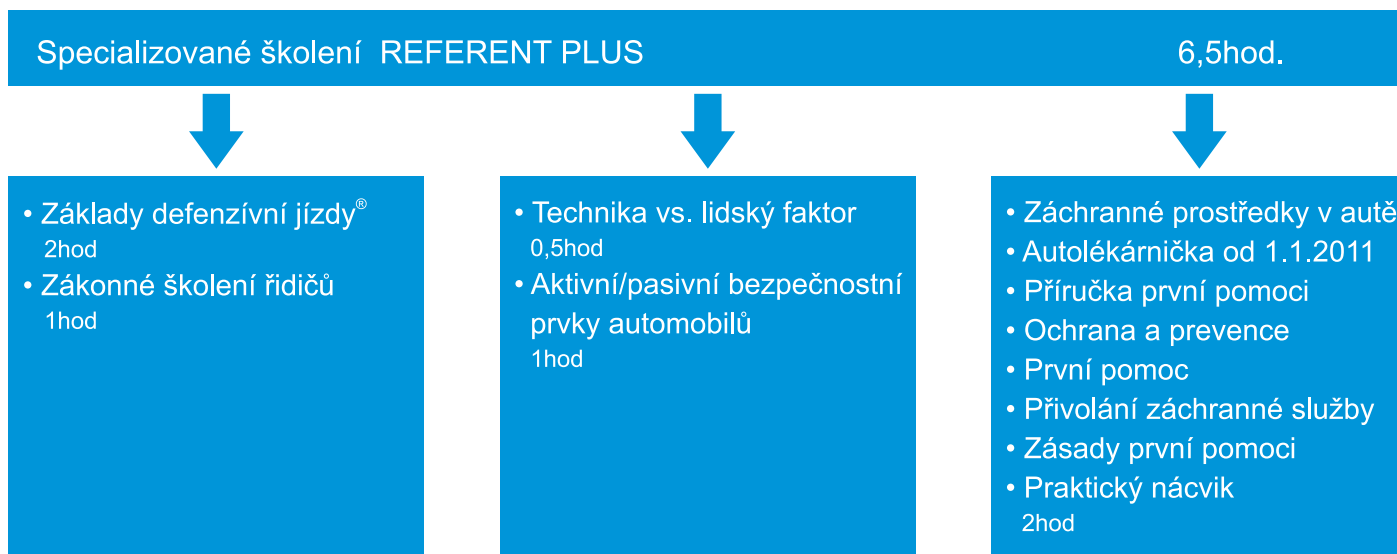 Specializované školení REFERENT PLUS 6,5hod.
• Základy defenzívní jízdy®
2hod
• Zákonné školení řidičů
1hod
• Technika vs. lidský faktor
0,5hod
• Aktivní/pasivní bezpečnostní
prvky automobilů
1hod
• Záchranné prostředky v autě
• Autolékárnička od 1.1.2011
• Příručka první pomoci
• Ochrana a prevence
• První pomoc
• Přivolání záchranné služby
• Zásady první pomoci
• Praktický nácvik
2hod